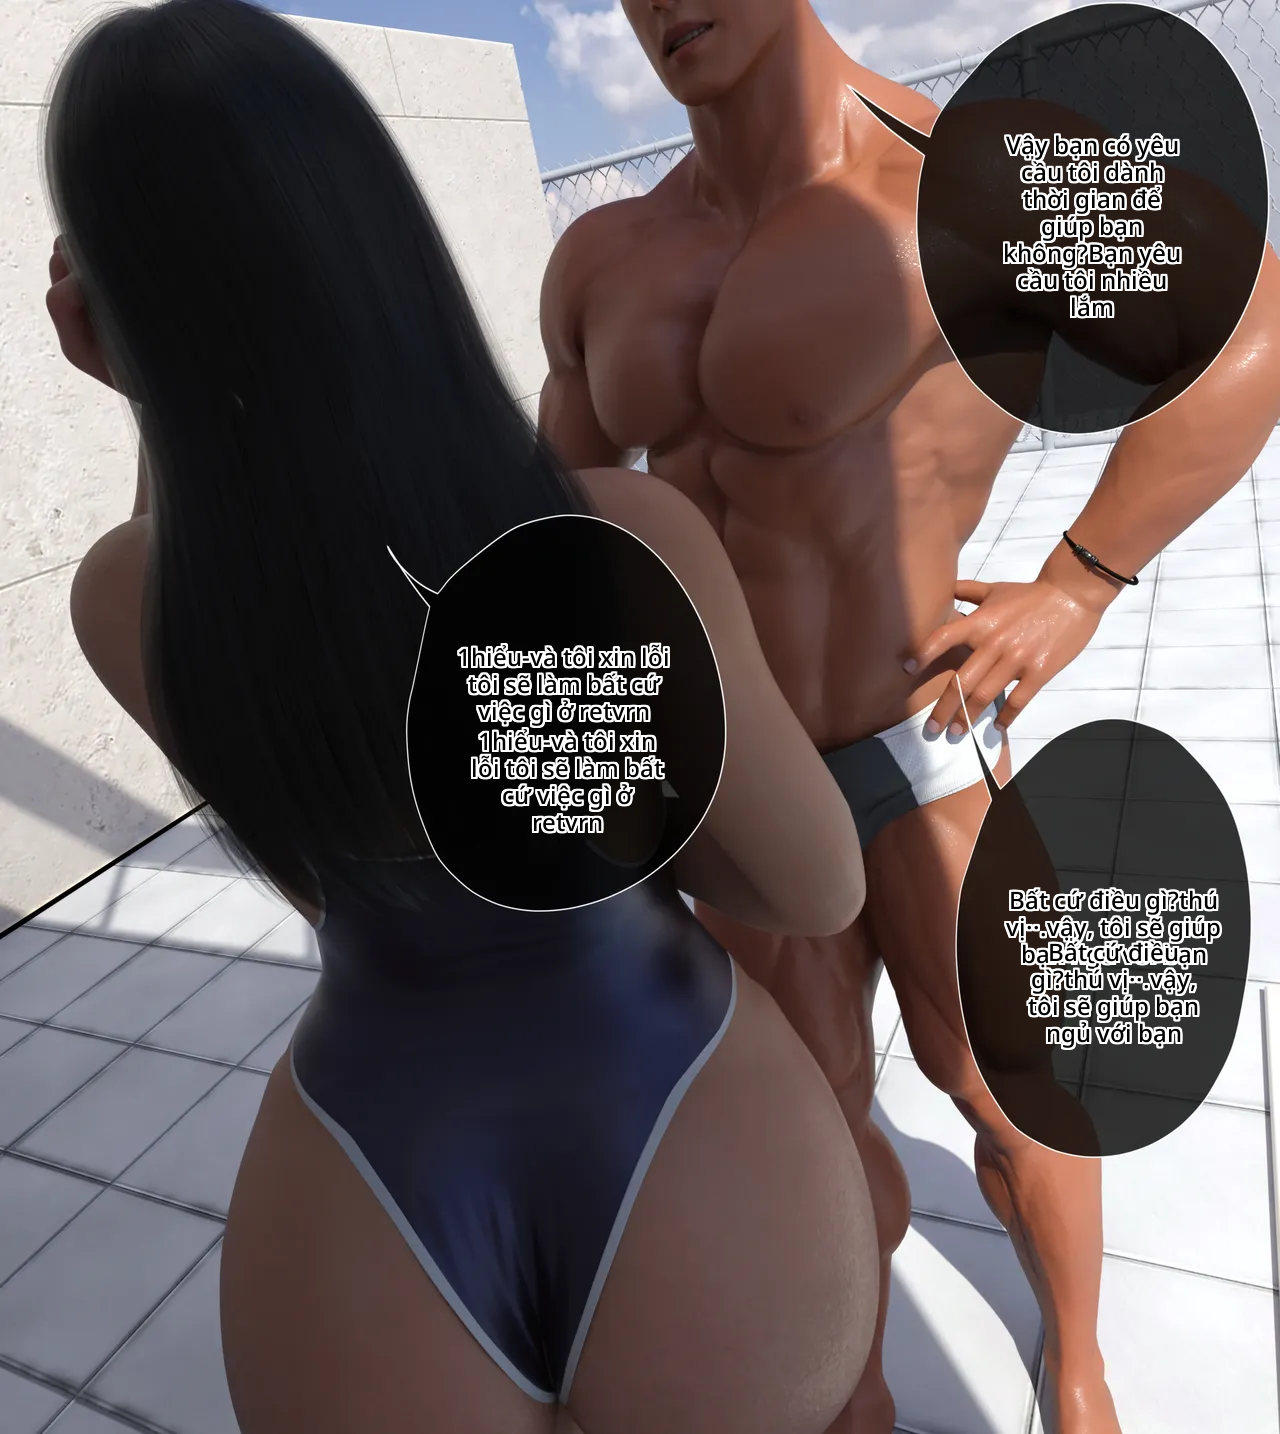 Vậy bạn có yêu
cầu tôi dành
thời gian để
giúp bạn
không?Bạn yêu
cầu tôi nhiều
lắm
1hiểu-và tôi xin lỗi
tôi sẽ làm bất cứ
việc gì ở retvrn
1hiểu-và tôi xin
lỗi tôi sẽ làm bất
cứ việc gì ở
retvrn
Bất cứ điều gì?thú
vị··.vậy, tôi sẽ giúp
Bất cứ điều
gì?thú vị··.vậy,
tôi sẽ giúp bạn
ngủ với bạn